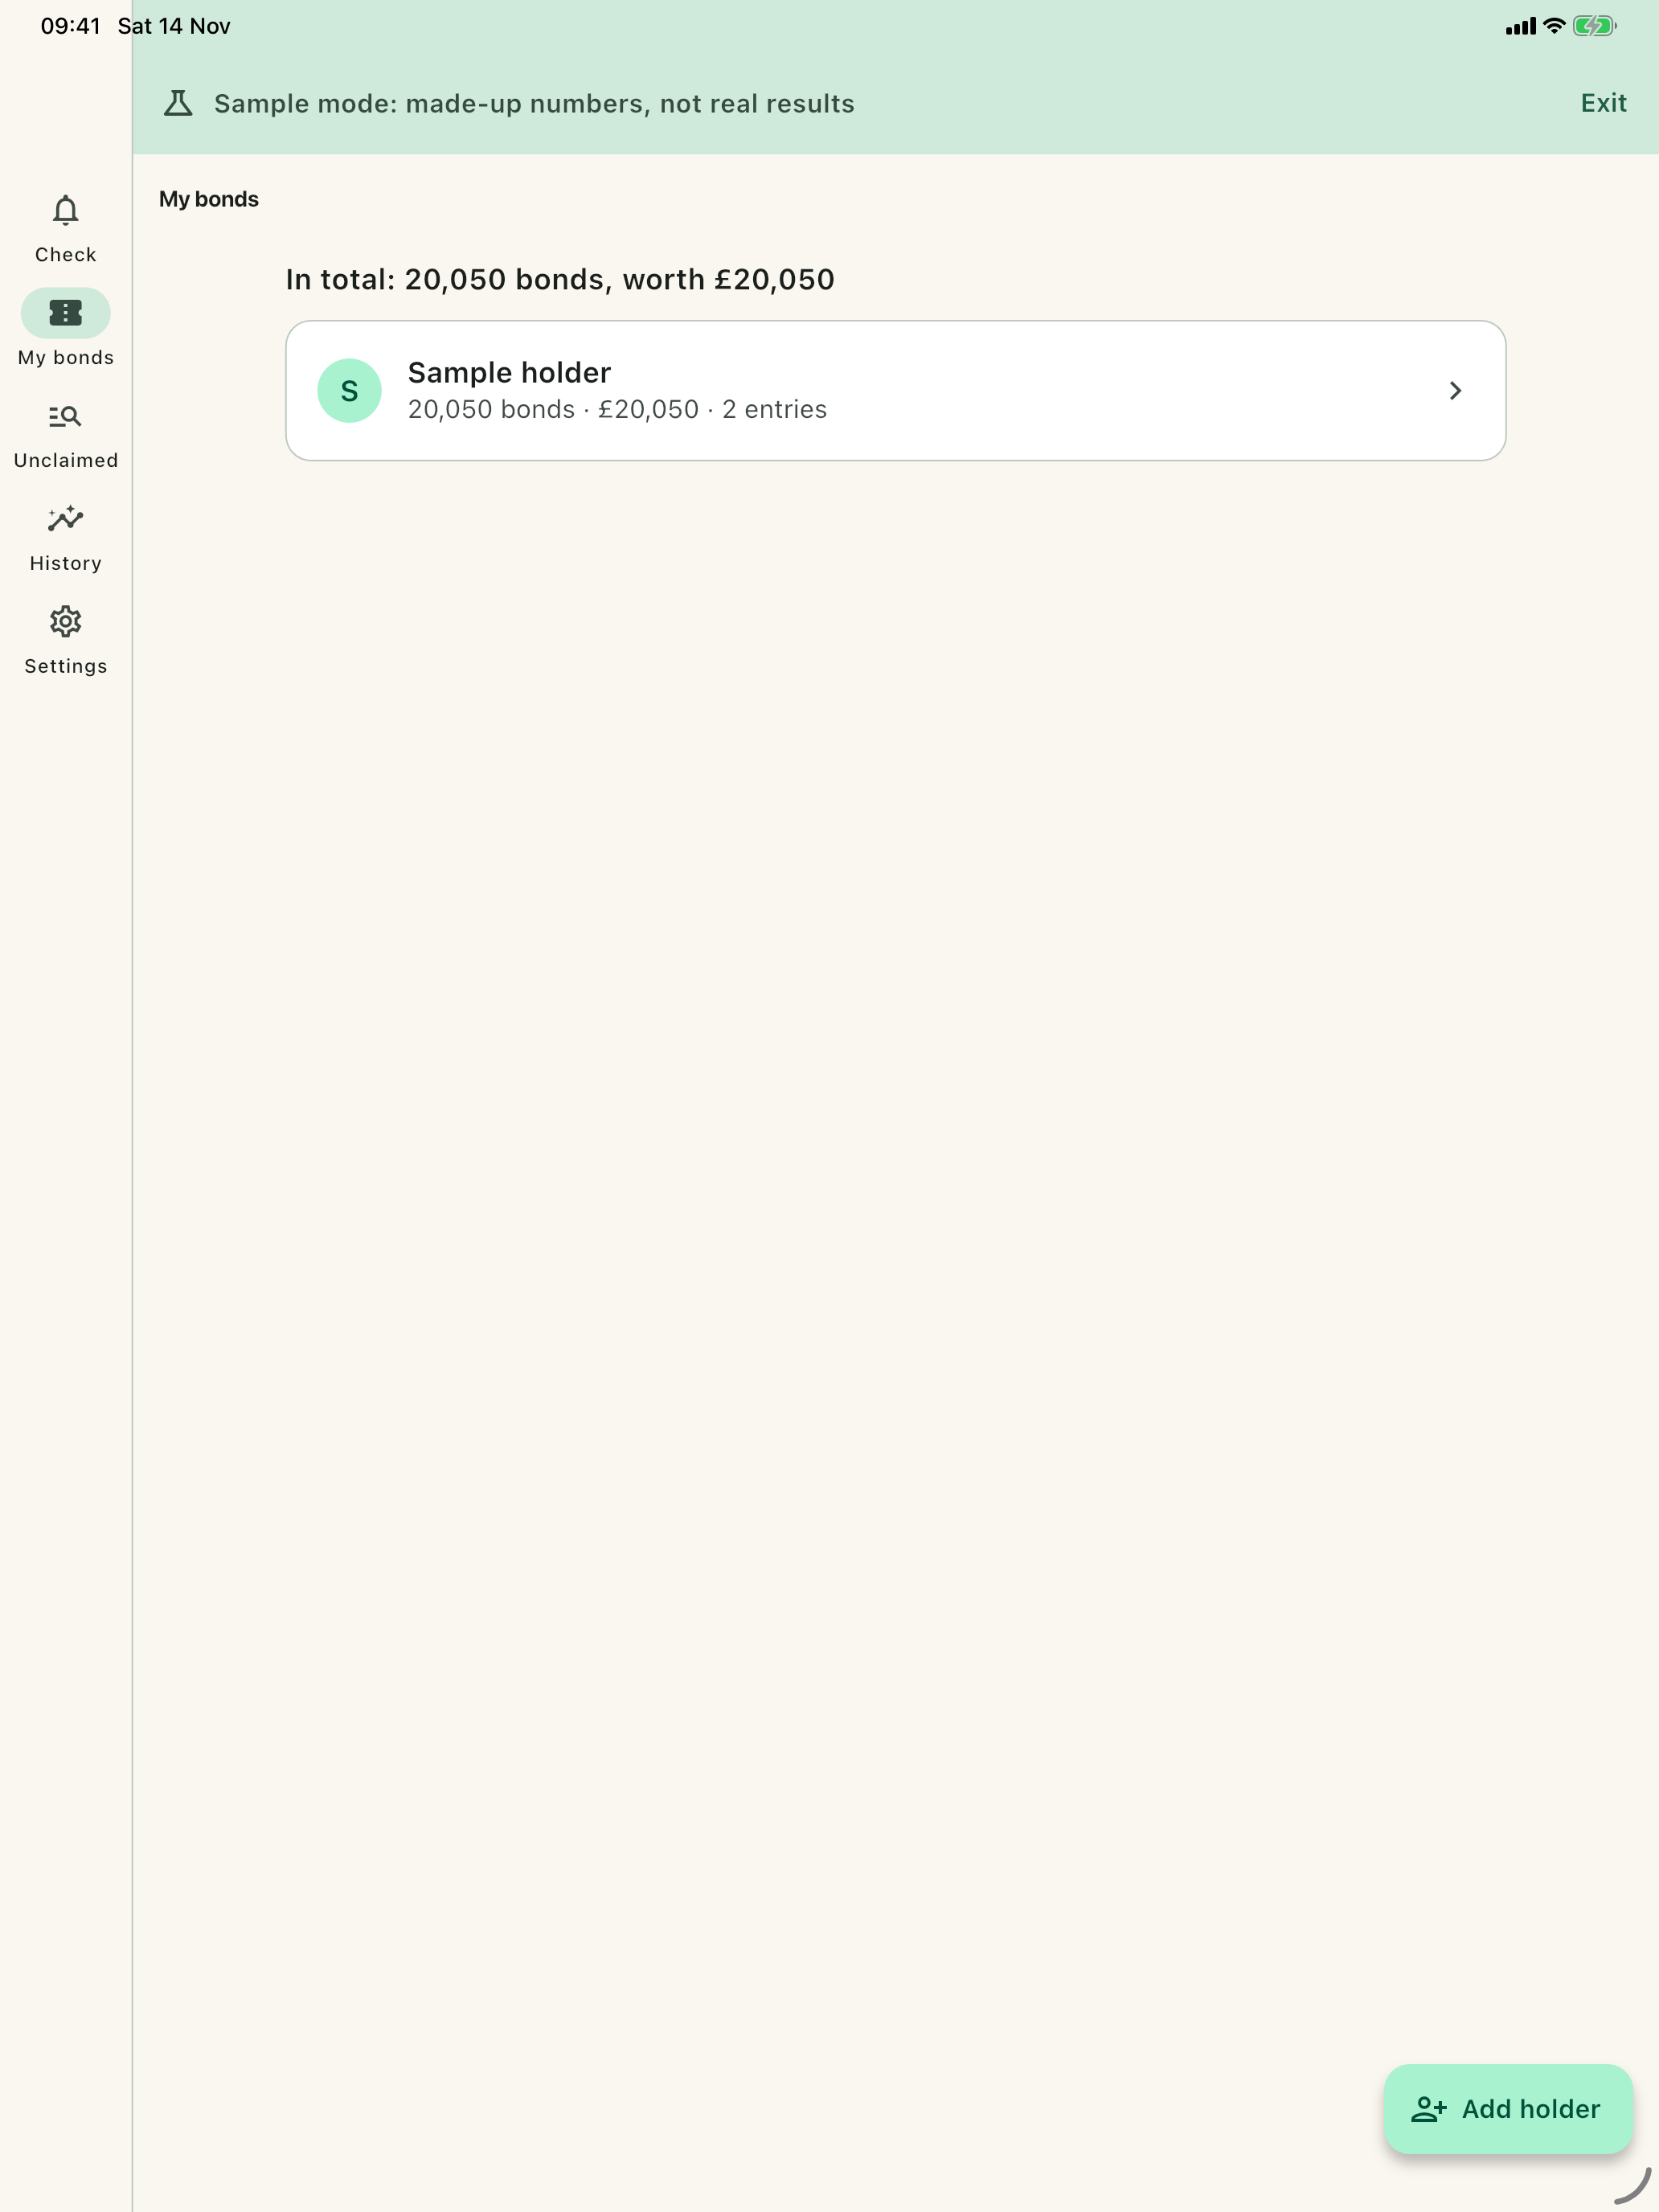 09:41 Sat 14 Nov
Sample mode: made-up numbers, not real results
Exit
Check
My bonds
Unclaimed
History
Settings
My bonds
In total: 20,050 bonds, worth £20,050
S
Sample holder
20,050 bonds · £20,050 · 2 entries
Add holder